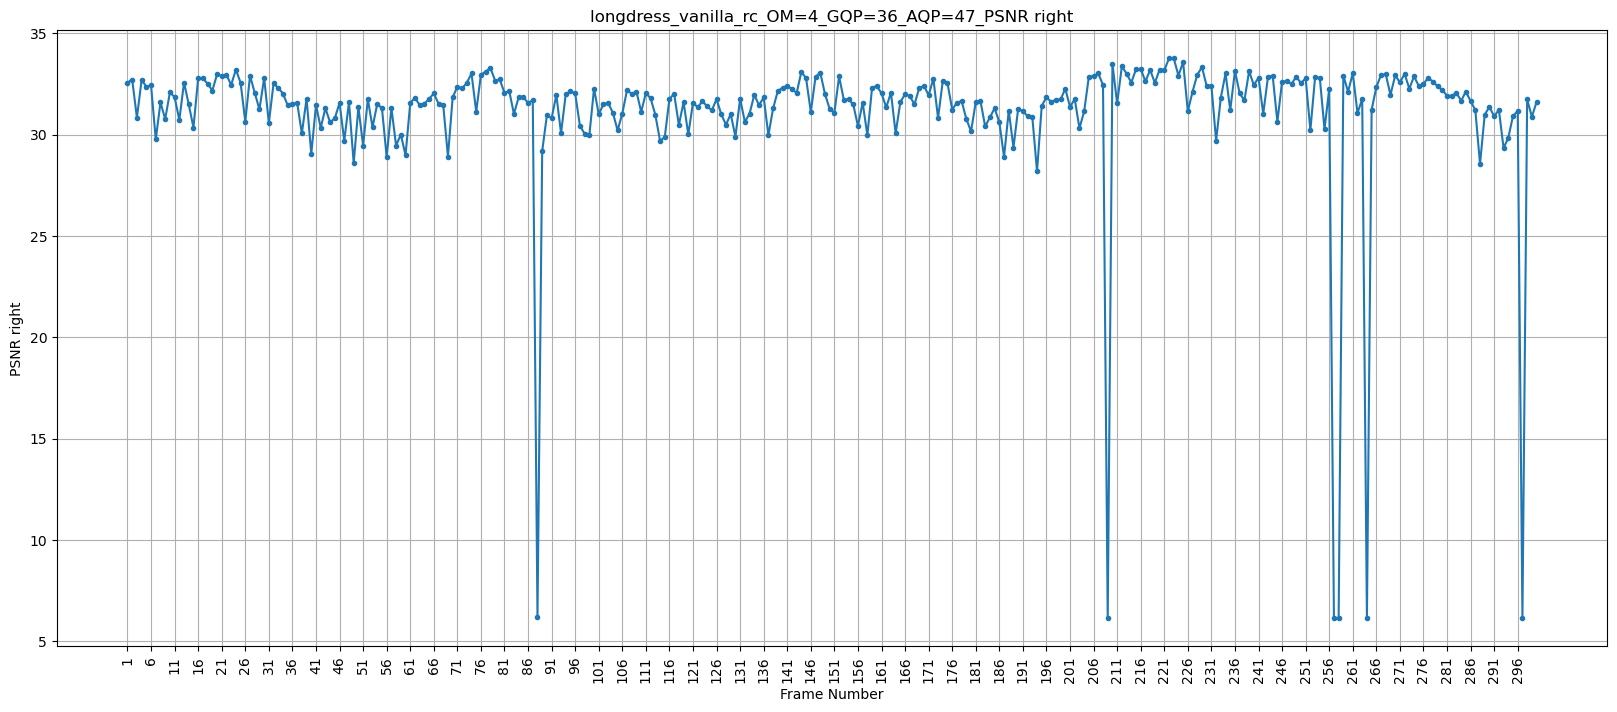 longdress_vanilla_rc_OM=4_GQP=36_AQP=47_PSNR right
35
30
25
20
15
10
5
PSNR right
1 6 11 16 21 26 31 36 41 46 51 56 61 66 71 76 81 86 91 96 101 106 111 116 121 126 131 136 141 146 151 156 161 166 171 176 181 186 191 196 201 206 211 216 221 226 231 236 241 246 251 256 261 266 271 276 281 286 291 296
Frame Number